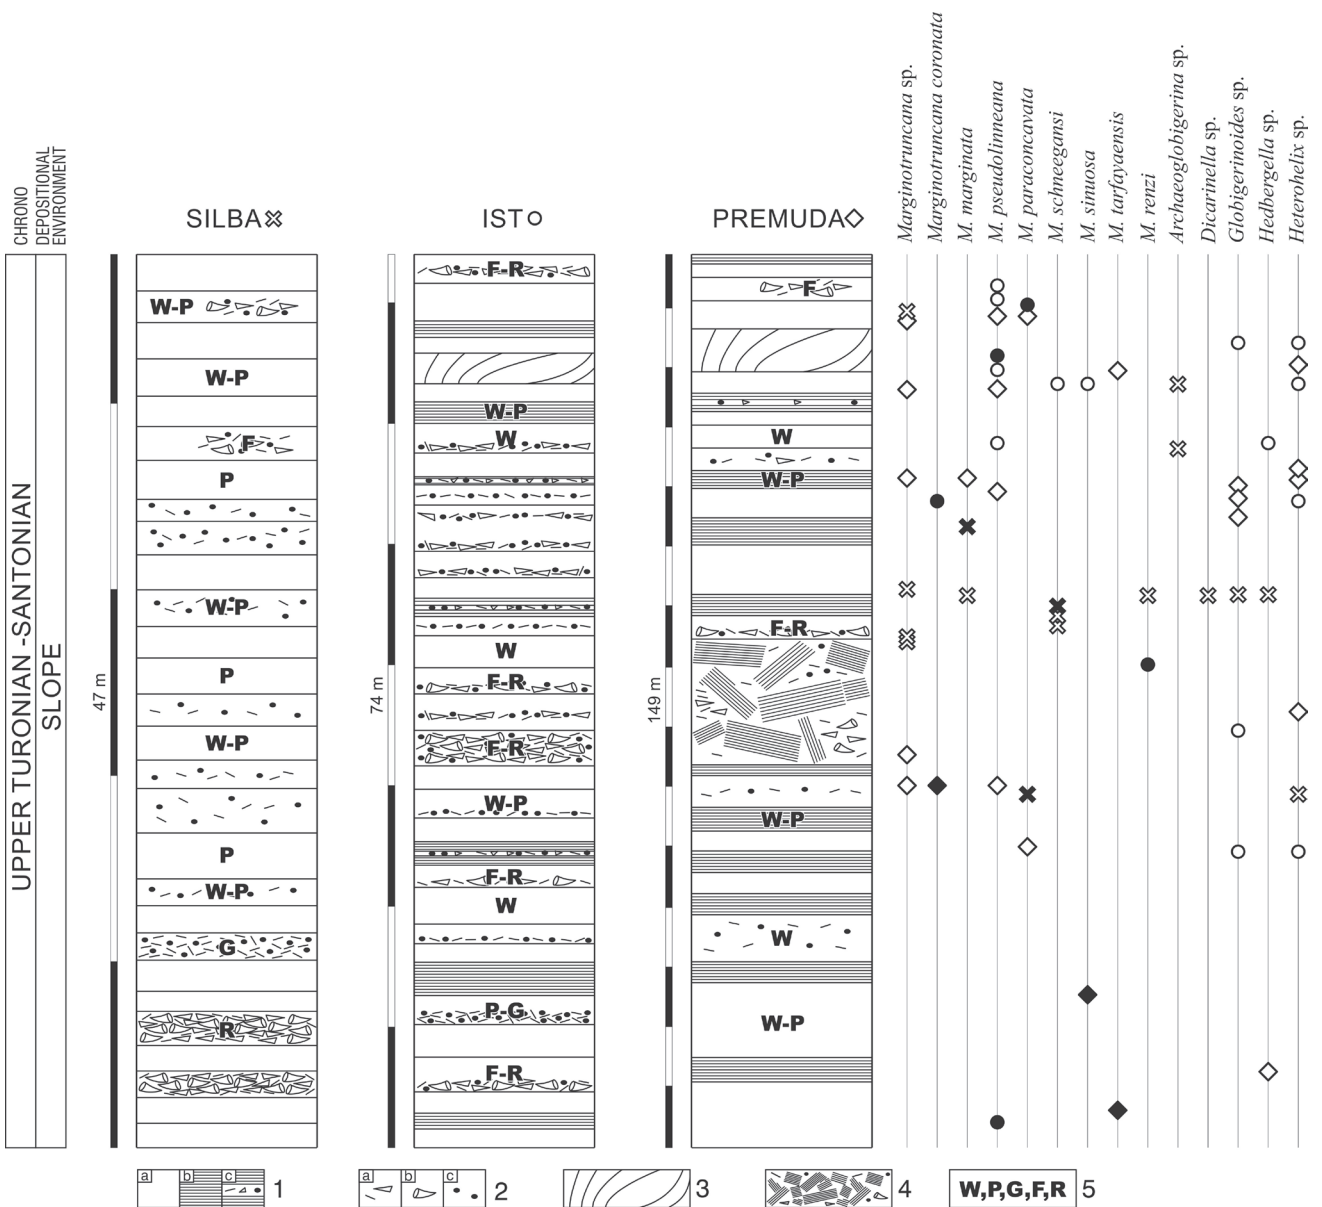 CHRONO
DEPOSITIONAL
ENVIRONMENT
SILBA
IST
PREMUDA
Marginotruncana sp.
Marginotruncana coronata
M. marginata
M. pseudolinneana
M. paraconcavata
M. schneegansi
M. sinuosa
M. tarfayaensis
M. renzi
Archaeoglobigerina sp.
Dicarinella sp.
Globigerinoides sp.
Hedbergella sp.
Heterohelix sp.
UPPER TURONIAN -SANTONIAN
SLOPE
47 m
W-P
W-P
F
P
W-P
P
W-P
P
W-P
G
R
74 m
F-R
W-P
W
W
F-R
F-R
W-P
F-R
W
P-G
F-R
149 m
F
W
W-P
F-R
W-P
W
W-P
a b c 1
a b c 2
3
4
W,P,G,F,R 5